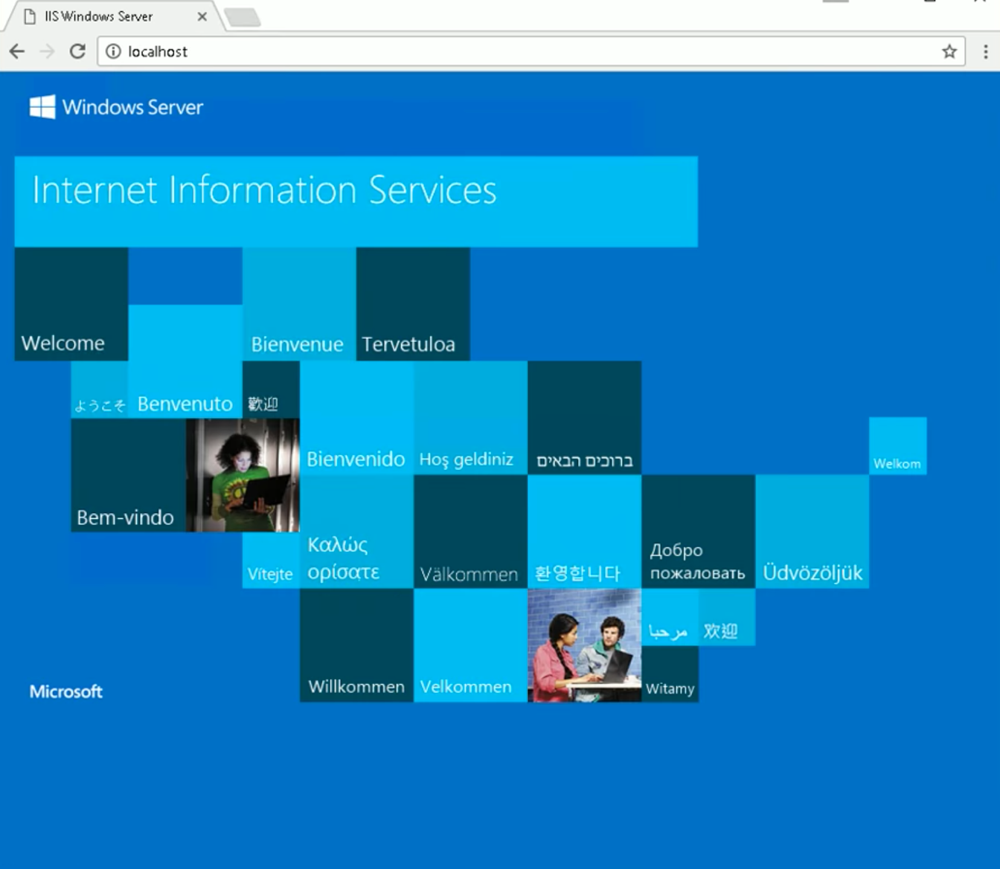 IIS Windows Server
localhost
Windows Server
Internet Information Services
Welcome
Bienvenue
Tervetuloa
ようこそ
Benvenuto
歡迎
Bienvenido
Hoş geldiniz
ברוכים הבאים
Welkom
Bem-vindo
Vítejte
Καλώς
ορίσατε
Välkommen
환영합니다
Добро
пожаловать
Üdvözöljük
مرحبا
欢迎
Microsoft
Willkommen
Velkommen
Witamy